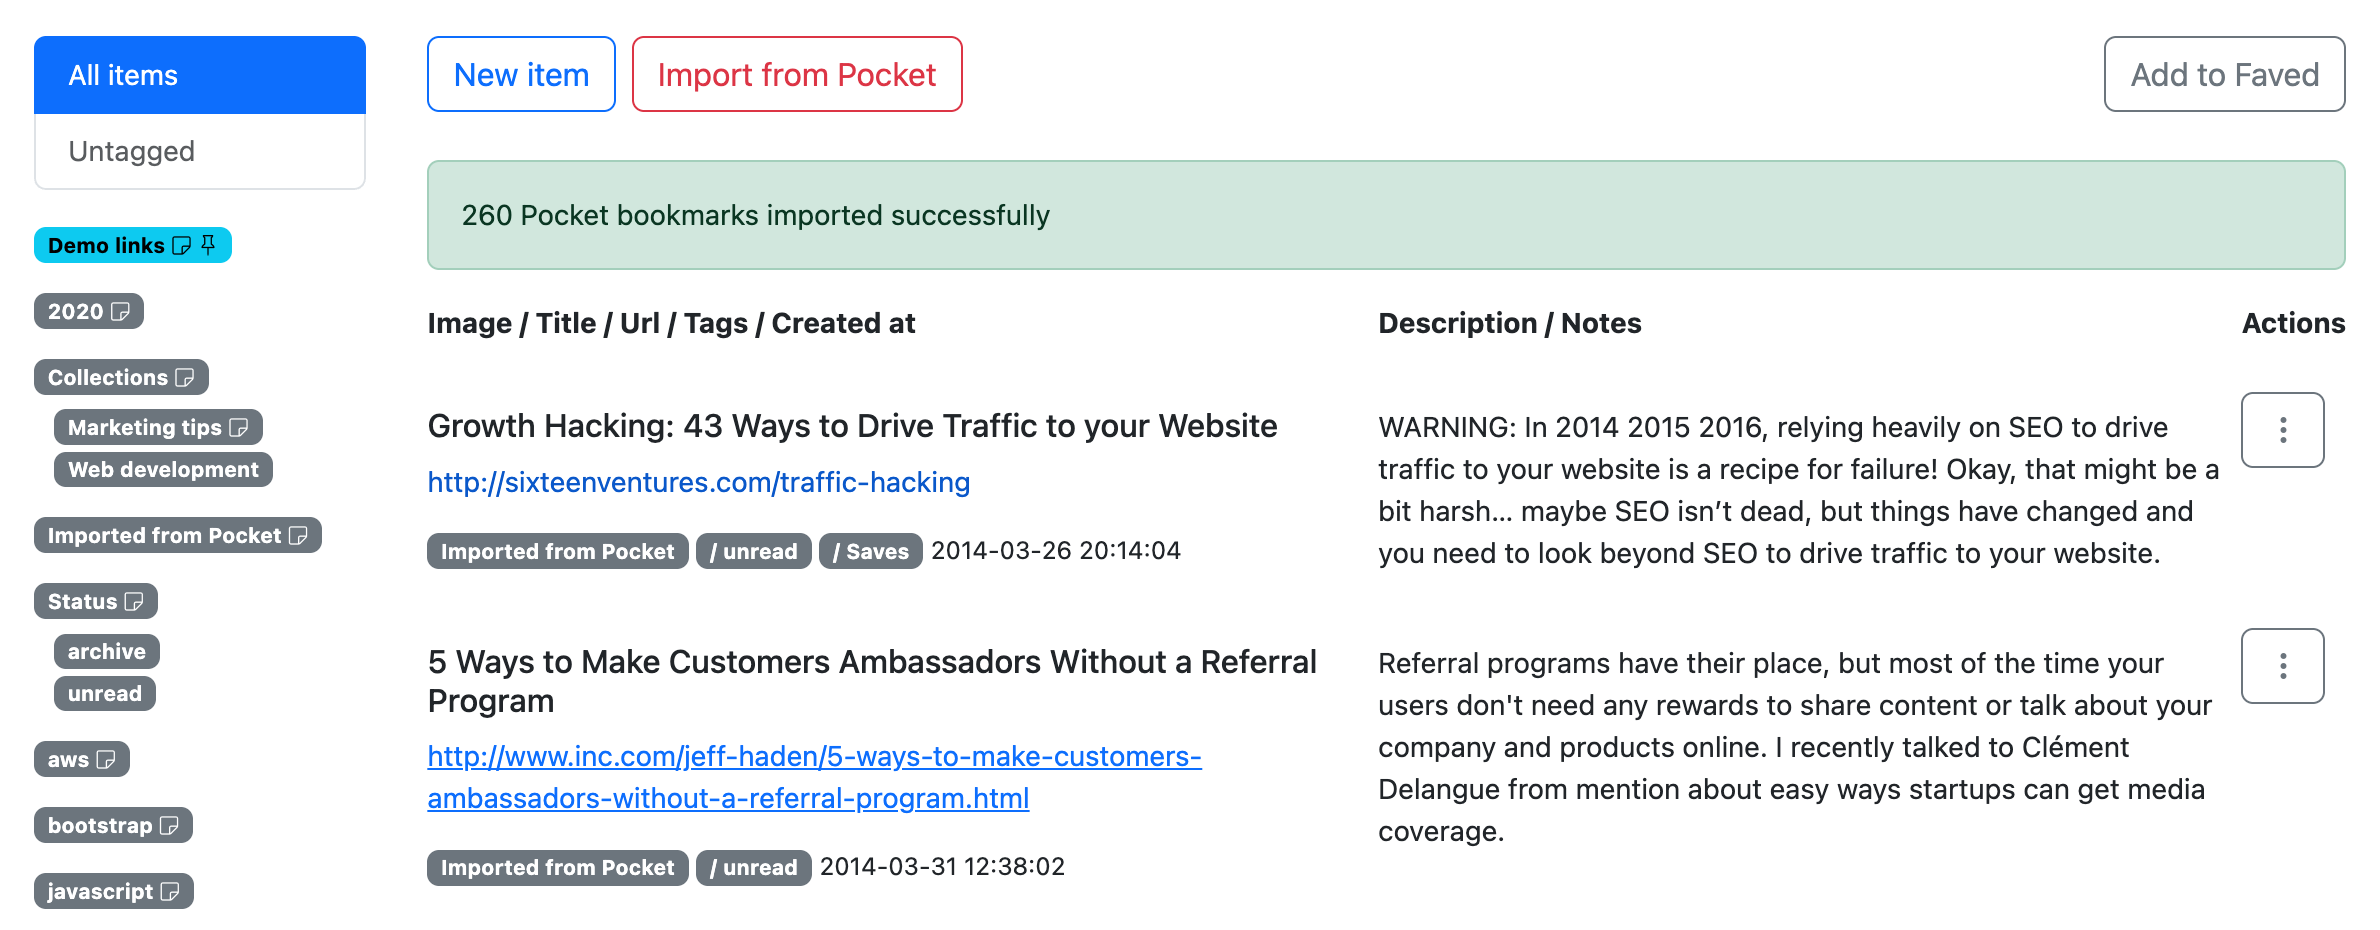 All items
Untagged
Demo links
2020
Collections
Marketing tips
Web development
Imported from Pocket
Status
archive
unread
aws
bootstrap
javascript
New item
Import from Pocket
Add to Faved
260 Pocket bookmarks imported successfully
Image / Title / Url / Tags / Created at
Description / Notes
Actions
Growth Hacking: 43 Ways to Drive Traffic to your Website
http://sixteenventures.com/traffic-hacking
Imported from Pocket / unread / Saves 2014-03-26 20:14:04
WARNING: In 2014 2015 2016, relying heavily on SEO to drive
traffic to your website is a recipe for failure! Okay, that might be a
bit harsh... maybe SEO isn’t dead, but things have changed and
you need to look beyond SEO to drive traffic to your website.
5 Ways to Make Customers Ambassadors Without a Referral
Program
http://www.inc.com/jeff-haden/5-ways-to-make-customers-
ambassadors-without-a-referral-program.html
Imported from Pocket / unread 2014-03-31 12:38:02
Referral programs have their place, but most of the time your
users don't need any rewards to share content or talk about your
company and products online. I recently talked to Clément
Delangue from mention about easy ways startups can get media
coverage.